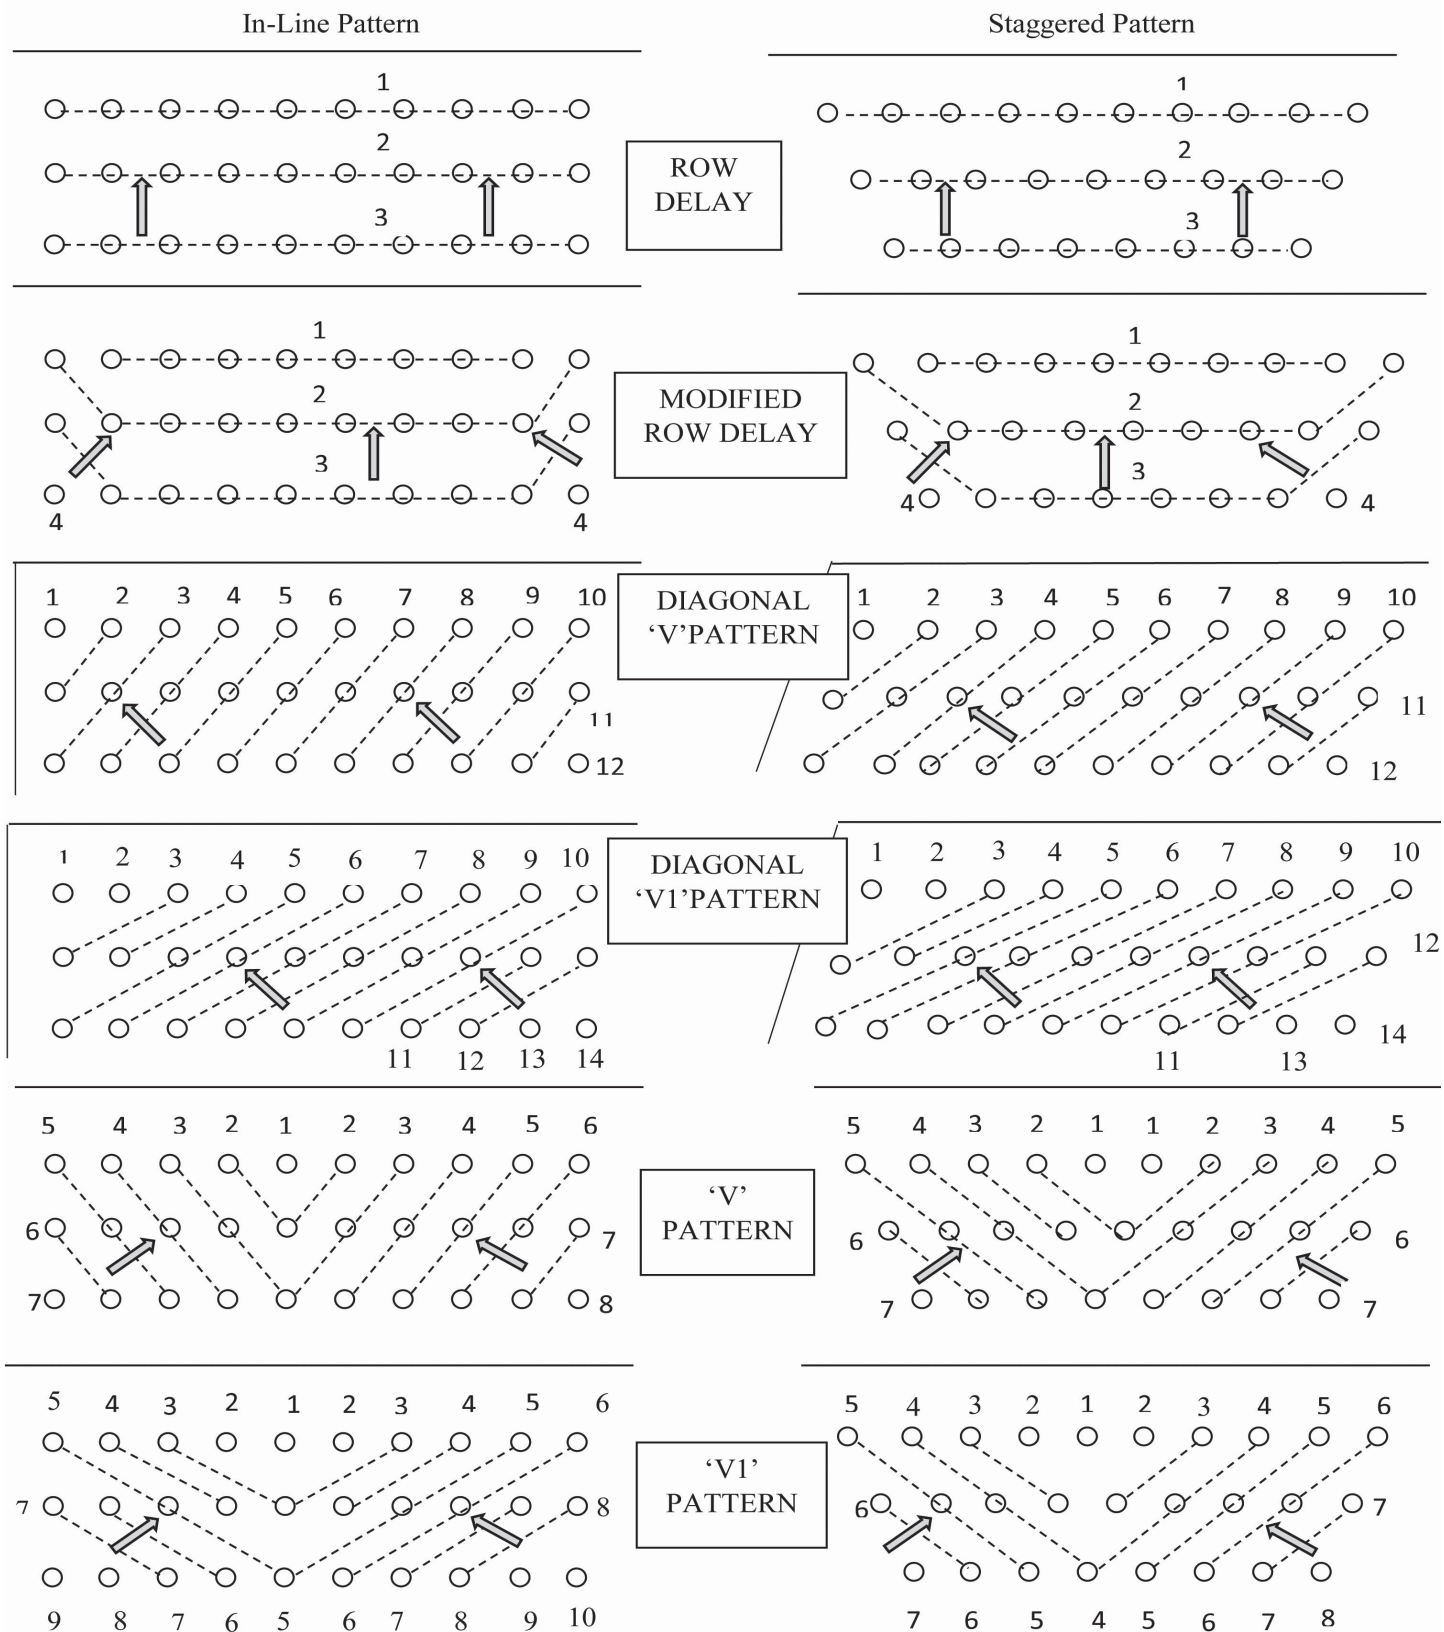 In-Line Pattern
Staggered Pattern
1
2
3
ROW
DELAY
1
2
3
1
2
3
4
4
MODIFIED
ROW DELAY
1
2
3
4
4
1 2 3 4 5 6 7 8 9 10
11
12
DIAGONAL
‘V’PATTERN
1 2 3 4 5 6 7 8 9 10
11
12
1 2 3 4 5 6 7 8 9 10
11 12 13 14
DIAGONAL
‘V1’PATTERN
1 2 3 4 5 6 7 8 9 10
12
11 13 14
5 4 3 2 1 2 3 4 5 6
6 7
7 8
‘V’
PATTERN
5 4 3 2 1 1 2 3 4 5
6 6
7 7
5 4 3 2 1 2 3 4 5 6
7 8
9 8 7 6 5 6 7 8 9 10
‘V1’
PATTERN
5 4 3 2 1 2 3 4 5 6
6 7
7 6 5 4 5 6 7 8